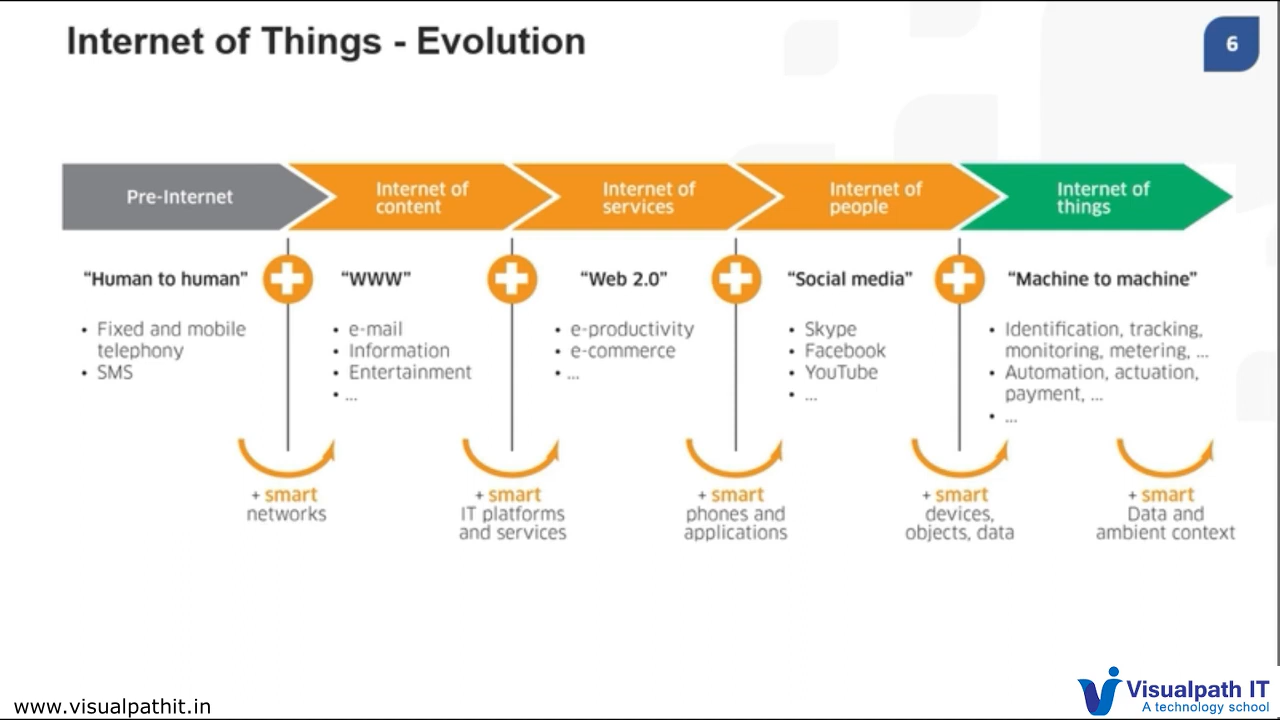 Internet of Things - Evolution
6
Pre-Internet
Internet of
content
Internet of
services
Internet of
people
Internet of
things
“Human to human”
• Fixed and mobile
telephony
• SMS
“WWW”
• e-mail
• Information
• Entertainment
• ...
“Web 2.0”
• e-productivity
• e-commerce
• ...
“Social media”
• Skype
• Facebook
• YouTube
• ...
“Machine to machine”
• Identification, tracking,
monitoring, metering, ...
• Automation, actuation,
payment, ...
• ...
+ smart
networks
+ smart
IT platforms
and services
+ smart
phones and
applications
+ smart
devices,
objects, data
+ smart
Data and
ambient context
www.visualpathit.in
Visualpath IT
A technology school